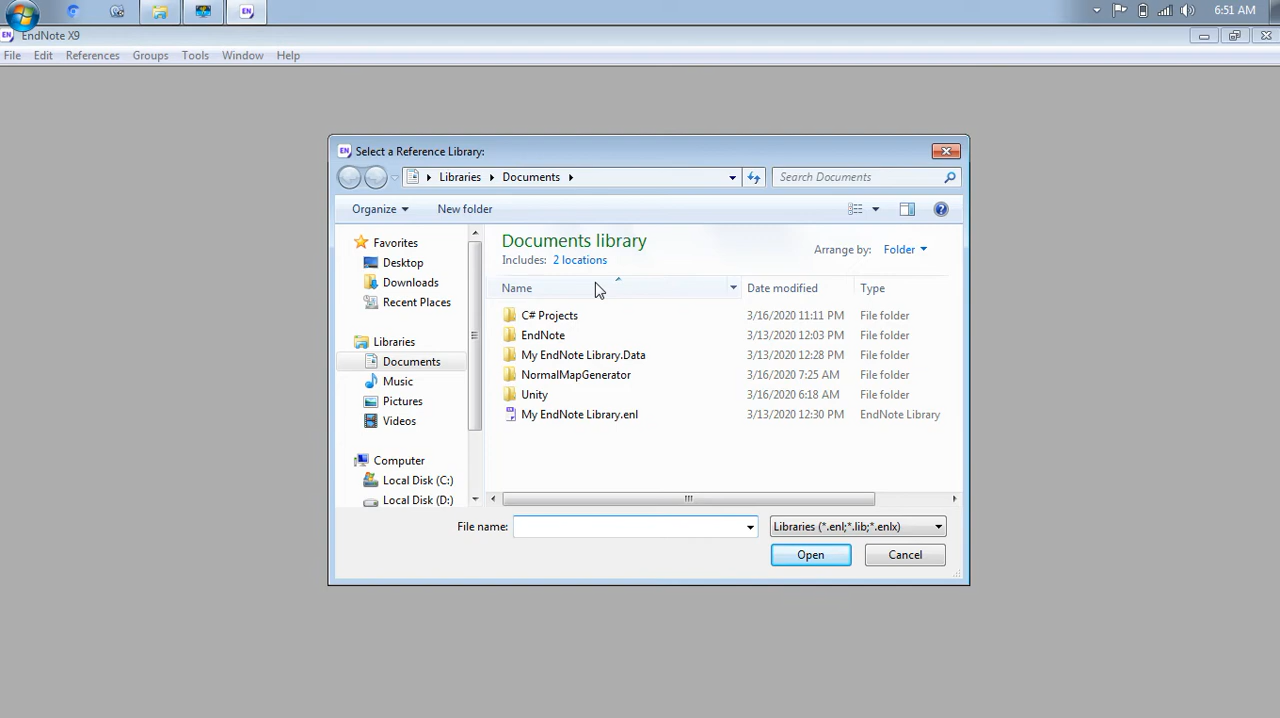 6:51 AM
EN EndNote X9
File Edit References Groups Tools Window Help
EN Select a Reference Library:
Libraries Documents Search Documents
Organize New folder
Favorites
Desktop
Downloads
Recent Places
Libraries
Documents
Music
Pictures
Videos
Computer
Local Disk (C:)
Local Disk (D:)
Documents library
Includes: 2 locations
Arrange by: Folder
Name Date modified Type
C# Projects 3/16/2020 11:11 PM File folder
EndNote 3/13/2020 12:03 PM File folder
My EndNote Library.Data 3/13/2020 12:28 PM File folder
NormalMapGenerator 3/16/2020 7:25 AM File folder
Unity 3/16/2020 6:18 AM File folder
My EndNote Library.enl 3/13/2020 12:30 PM EndNote Library
File name: Libraries (*.enl;*.lib;*.enlx)
Open Cancel